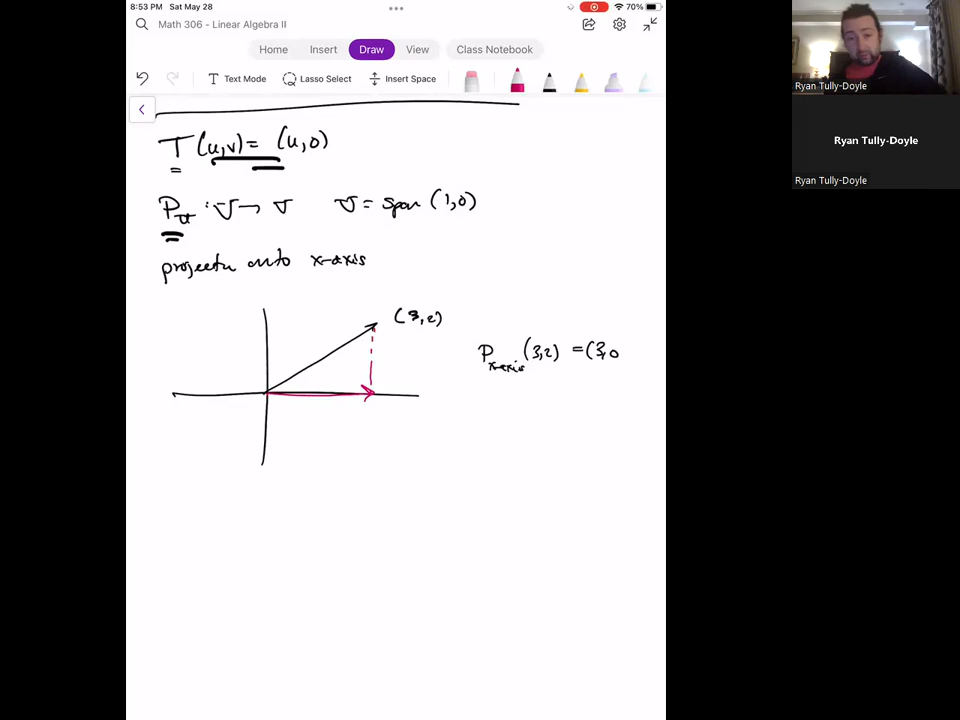 8:53 PM Sat May 28
70%
Math 306 - Linear Algebra II
Home Insert Draw View Class Notebook
Text Mode Lasso Select Insert Space
T(u,v) = (u,0)
P_U : V → U U = span (1,0)
projectn onto x-axis
(3,2)
P_x-axis (3,2) = (3,0
Ryan Tully-Doyle
Ryan Tully-Doyle
Ryan Tully-Doyle